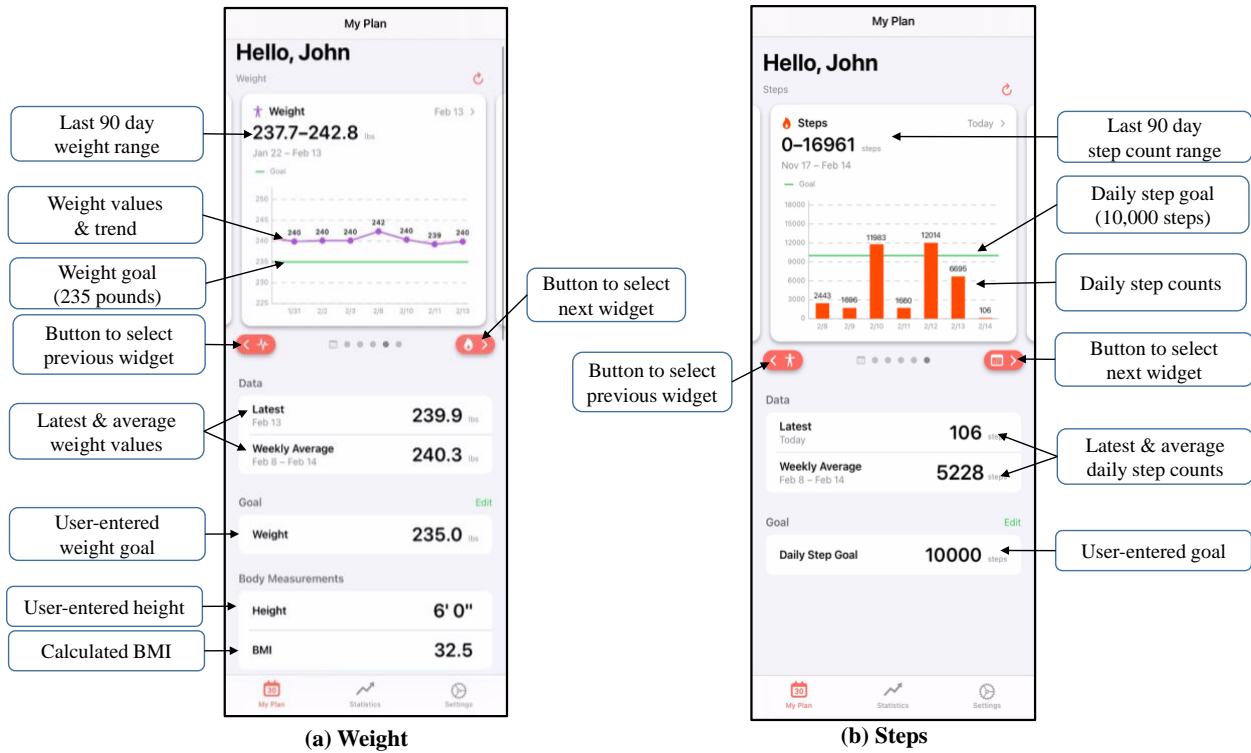 My Plan
Hello, John
Weight
Weight
Feb 13 >
237.7–242.8 lbs
Jan 22 – Feb 13
Goal
250
245
240
235
230
225
240
240
240
242
240
239
240
1/31
2/2
2/3
2/8
2/10
2/11
2/13
Data
Latest
Feb 13
239.9 lbs
Weekly Average
Feb 8 – Feb 14
240.3 lbs
Goal
Edit
Weight
235.0 lbs
Body Measurements
Height
6' 0"
BMI
32.5
30
My Plan
Statistics
Settings
(a) Weight
Last 90 day
weight range
Weight values
& trend
Weight goal
(235 pounds)
Button to select
previous widget
Latest & average
weight values
User-entered
weight goal
User-entered height
Calculated BMI
Button to select
next widget
My Plan
Hello, John
Steps
Steps
Today >
0–16961 steps
Nov 17 – Feb 14
Goal
18000
15000
12000
9000
6000
3000
0
2443
1696
11983
1660
12014
6695
106
2/8
2/9
2/10
2/11
2/12
2/13
2/14
Data
Latest
Today
106 steps
Weekly Average
Feb 8 – Feb 14
5228 steps
Goal
Edit
Daily Step Goal
10000 steps
30
My Plan
Statistics
Settings
(b) Steps
Button to select
previous widget
Last 90 day
step count range
Daily step goal
(10,000 steps)
Daily step counts
Button to select
next widget
Latest & average
daily step counts
User-entered goal